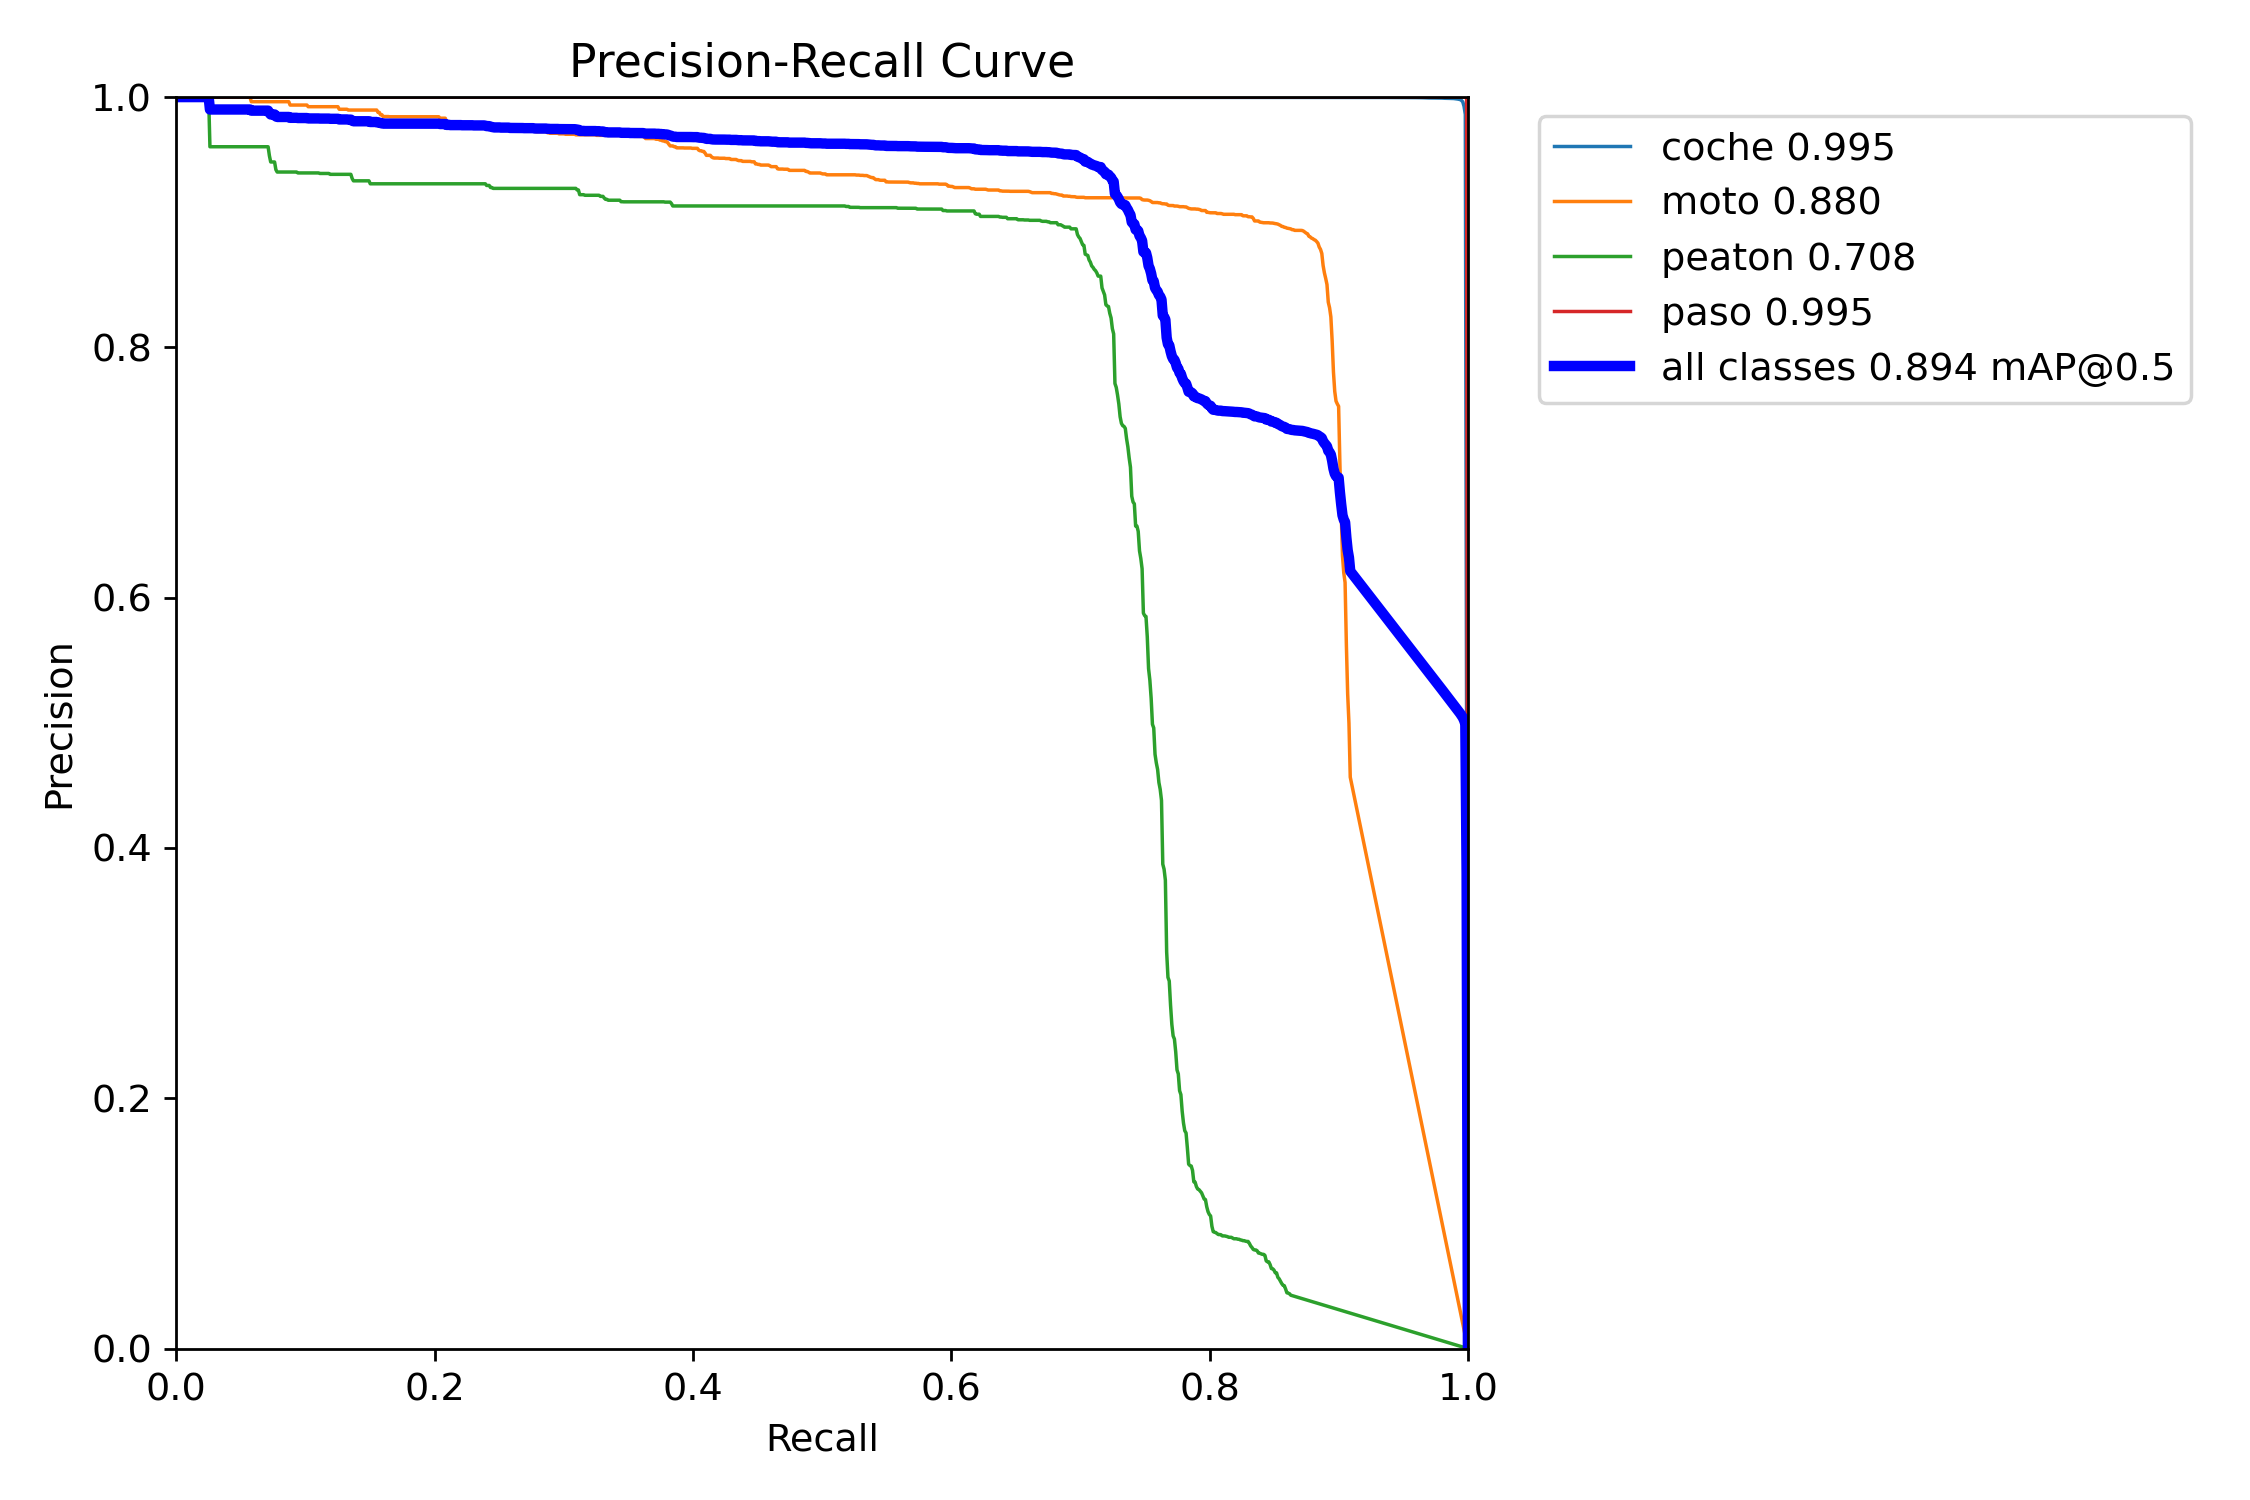 Precision-Recall Curve
1.0
0.8
0.6
0.4
0.2
0.0
Precision
0.0 0.2 0.4 0.6 0.8 1.0
Recall
coche 0.995
moto 0.880
peaton 0.708
paso 0.995
all classes 0.894 mAP@0.5